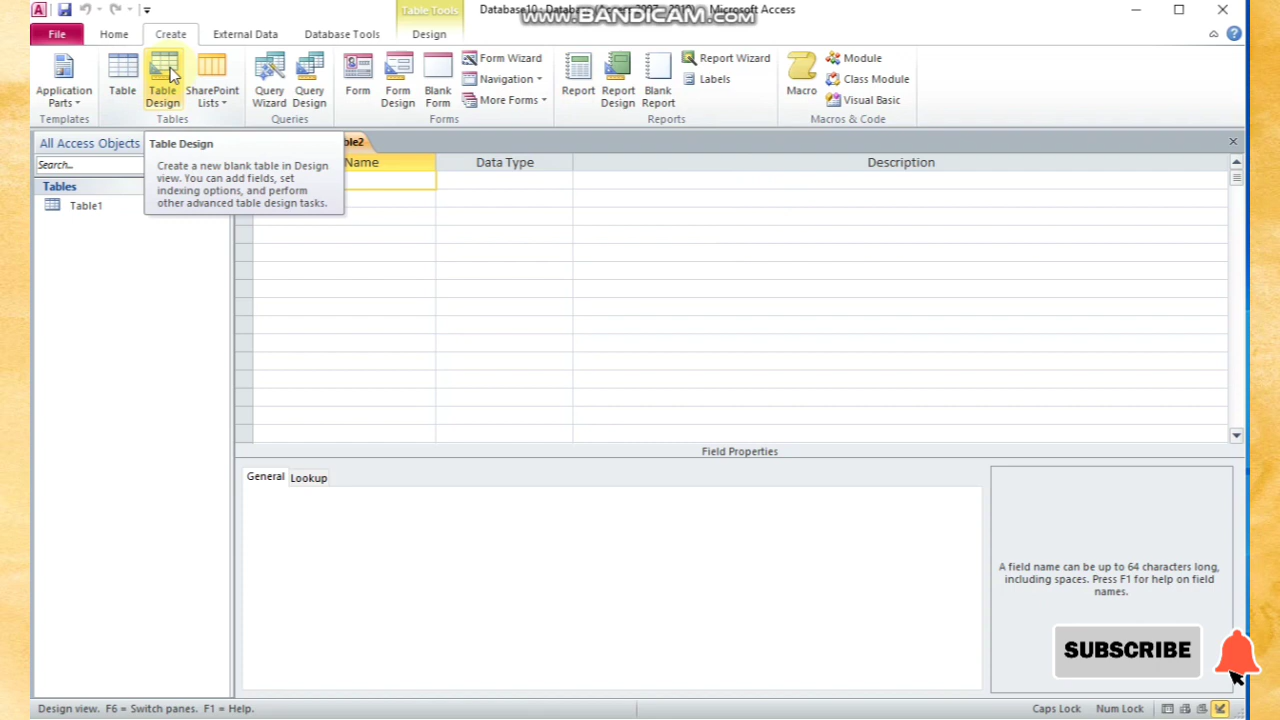 Table Tools
Database10 : Datab
Microsoft Access
www.BANDICAM.com
File
Home
Create
External Data
Database Tools
Design
Application Parts
Table
Table Design
SharePoint Lists
Query Wizard
Query Design
Form
Form Design
Blank Form
Form Wizard
Navigation
More Forms
Report
Report Design
Blank Report
Report Wizard
Labels
Macro
Module
Class Module
Visual Basic
Templates
Tables
Queries
Forms
Reports
Macros & Code
All Access Objects
ble2
Search...
Tables
Table1
Table Design
Create a new blank table in Design
view. You can add fields, set
indexing options, and perform
other advanced table design tasks.
Name
Data Type
Description
Field Properties
General
Lookup
A field name can be up to 64 characters long,
including spaces. Press F1 for help on field
names.
SUBSCRIBE
Design view. F6 = Switch panes. F1 = Help.
Caps Lock
Num Lock